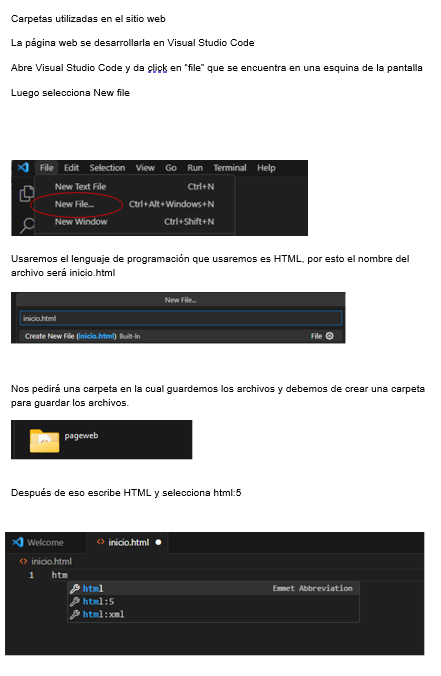 Carpetas utilizadas en el sitio web
La página web se desarrollarla en Visual Studio Code
Abre Visual Studio Code y da click en "file" que se encuentra en una esquina de la pantalla
Luego selecciona New file
File Edit Selection View Go Run Terminal Help
New Text File Ctrl+N
New File... Ctrl+Alt+Windows+N
New Window Ctrl+Shift+N
Usaremos el lenguaje de programación que usaremos es HTML, por esto el nombre del
archivo será inicio.html
New File...
inicio.html
Create New File (inicio.html) Built-In File
Nos pedirá una carpeta en la cual guardemos los archivos y debemos de crear una carpeta
para guardar los archivos.
pageweb
Después de eso escribe HTML y selecciona html:5
Welcome inicio.html
inicio.html
1 htm
html Emmet Abbreviation
html:5
html:xml